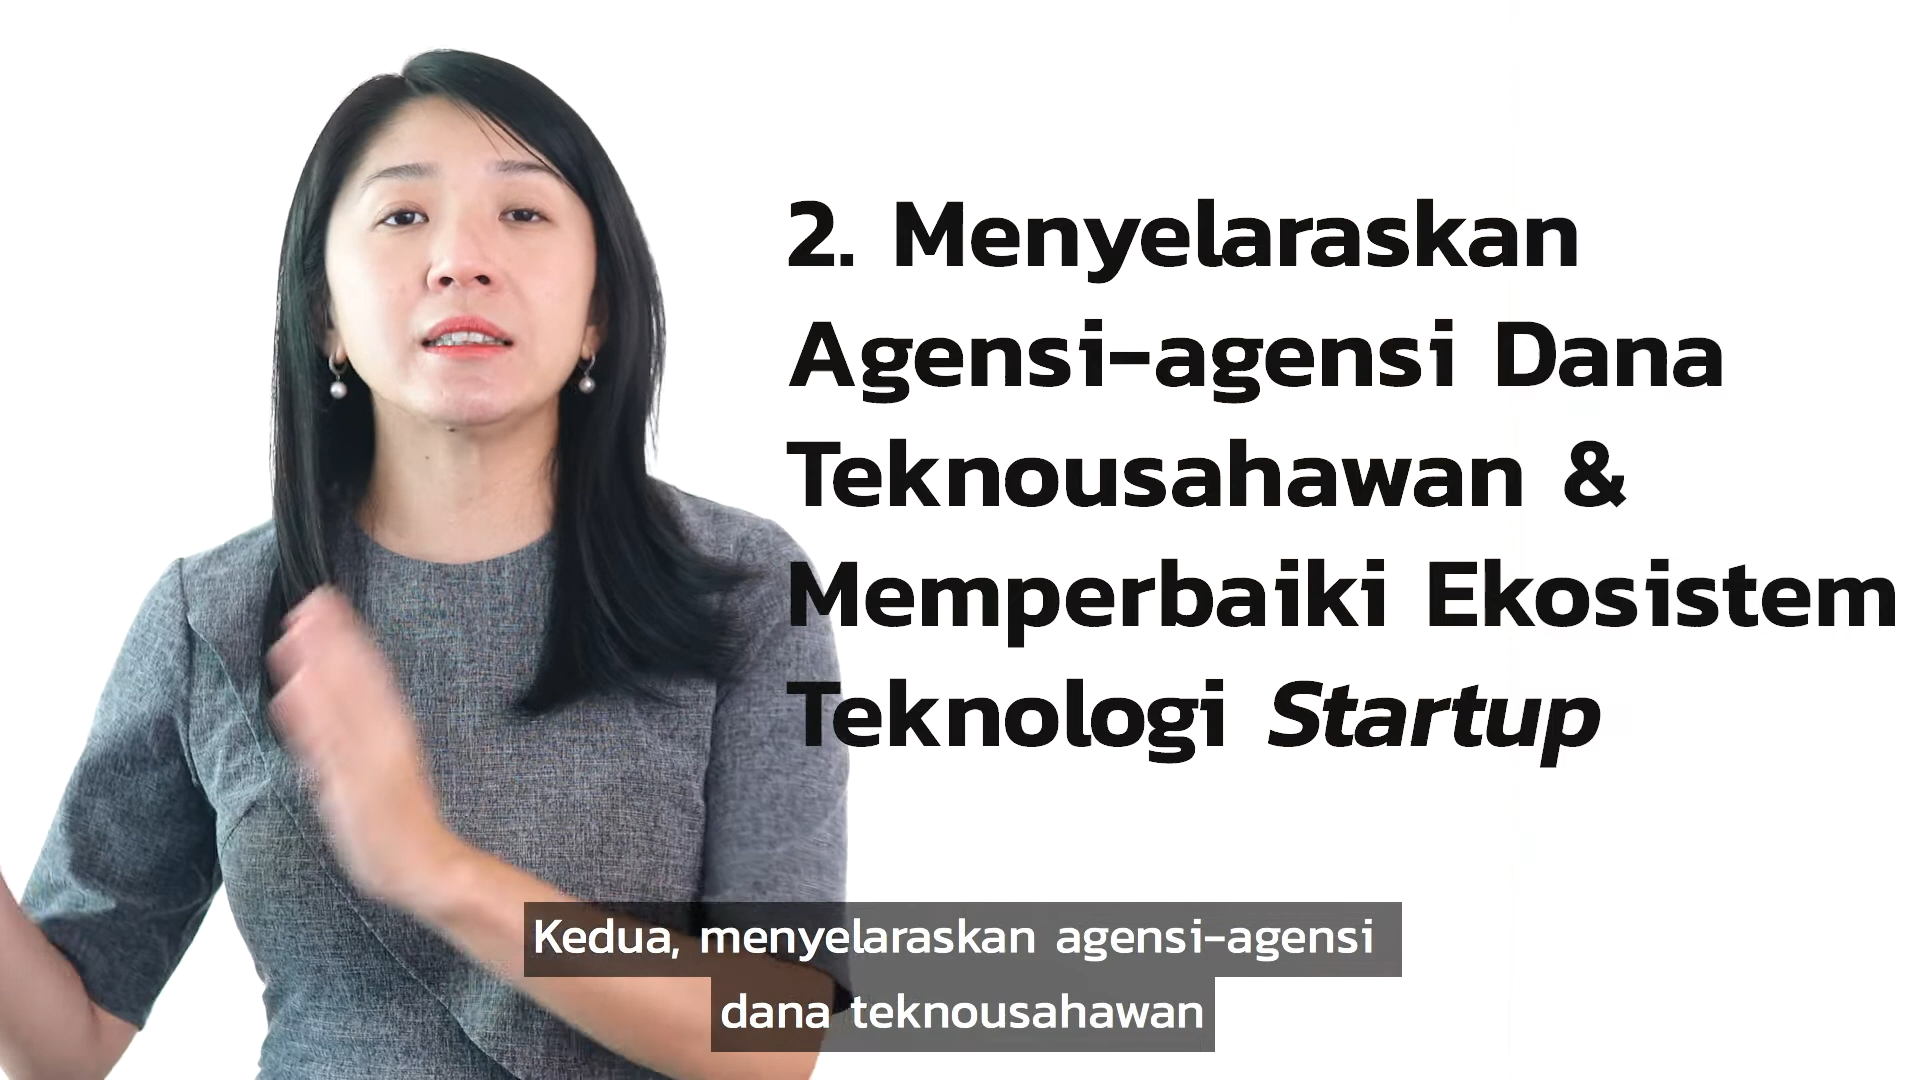 2. Menyelaraskan
Agensi-agensi Dana
Teknousahawan &
Memperbaiki Ekosistem
Teknologi Startup
Kedua, menyelaraskan agensi-agensi
dana teknousahawan